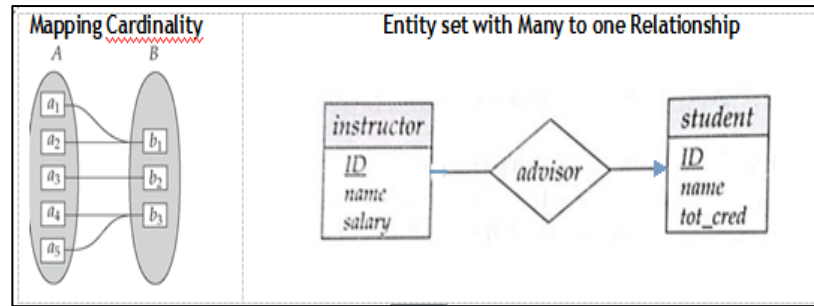 Mapping Cardinality
A B
a1
a2
a3
a4
a5
b1
b2
b3
Entity set with Many to one Relationship
instructor
ID
name
salary
advisor
student
ID
name
tot_cred